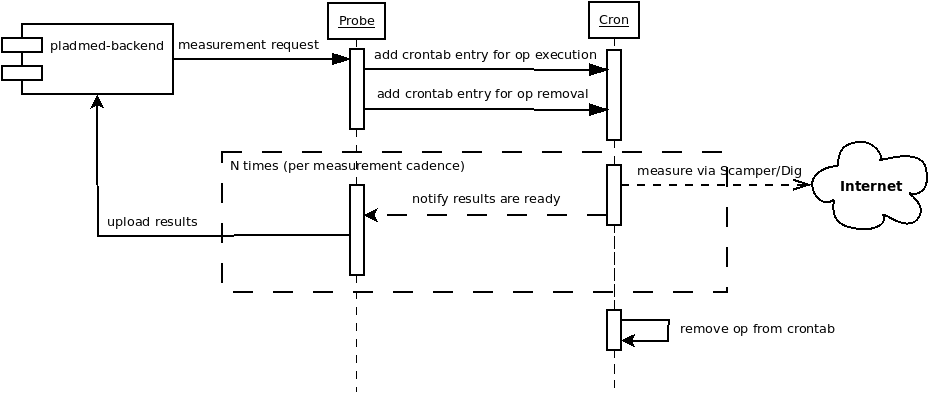 Probe
Cron
pladmed-backend
measurement request
add crontab entry for op execution
add crontab entry for op removal
N times (per measurement cadence)
measure via Scamper/Dig
Internet
notify results are ready
upload results
remove op from crontab